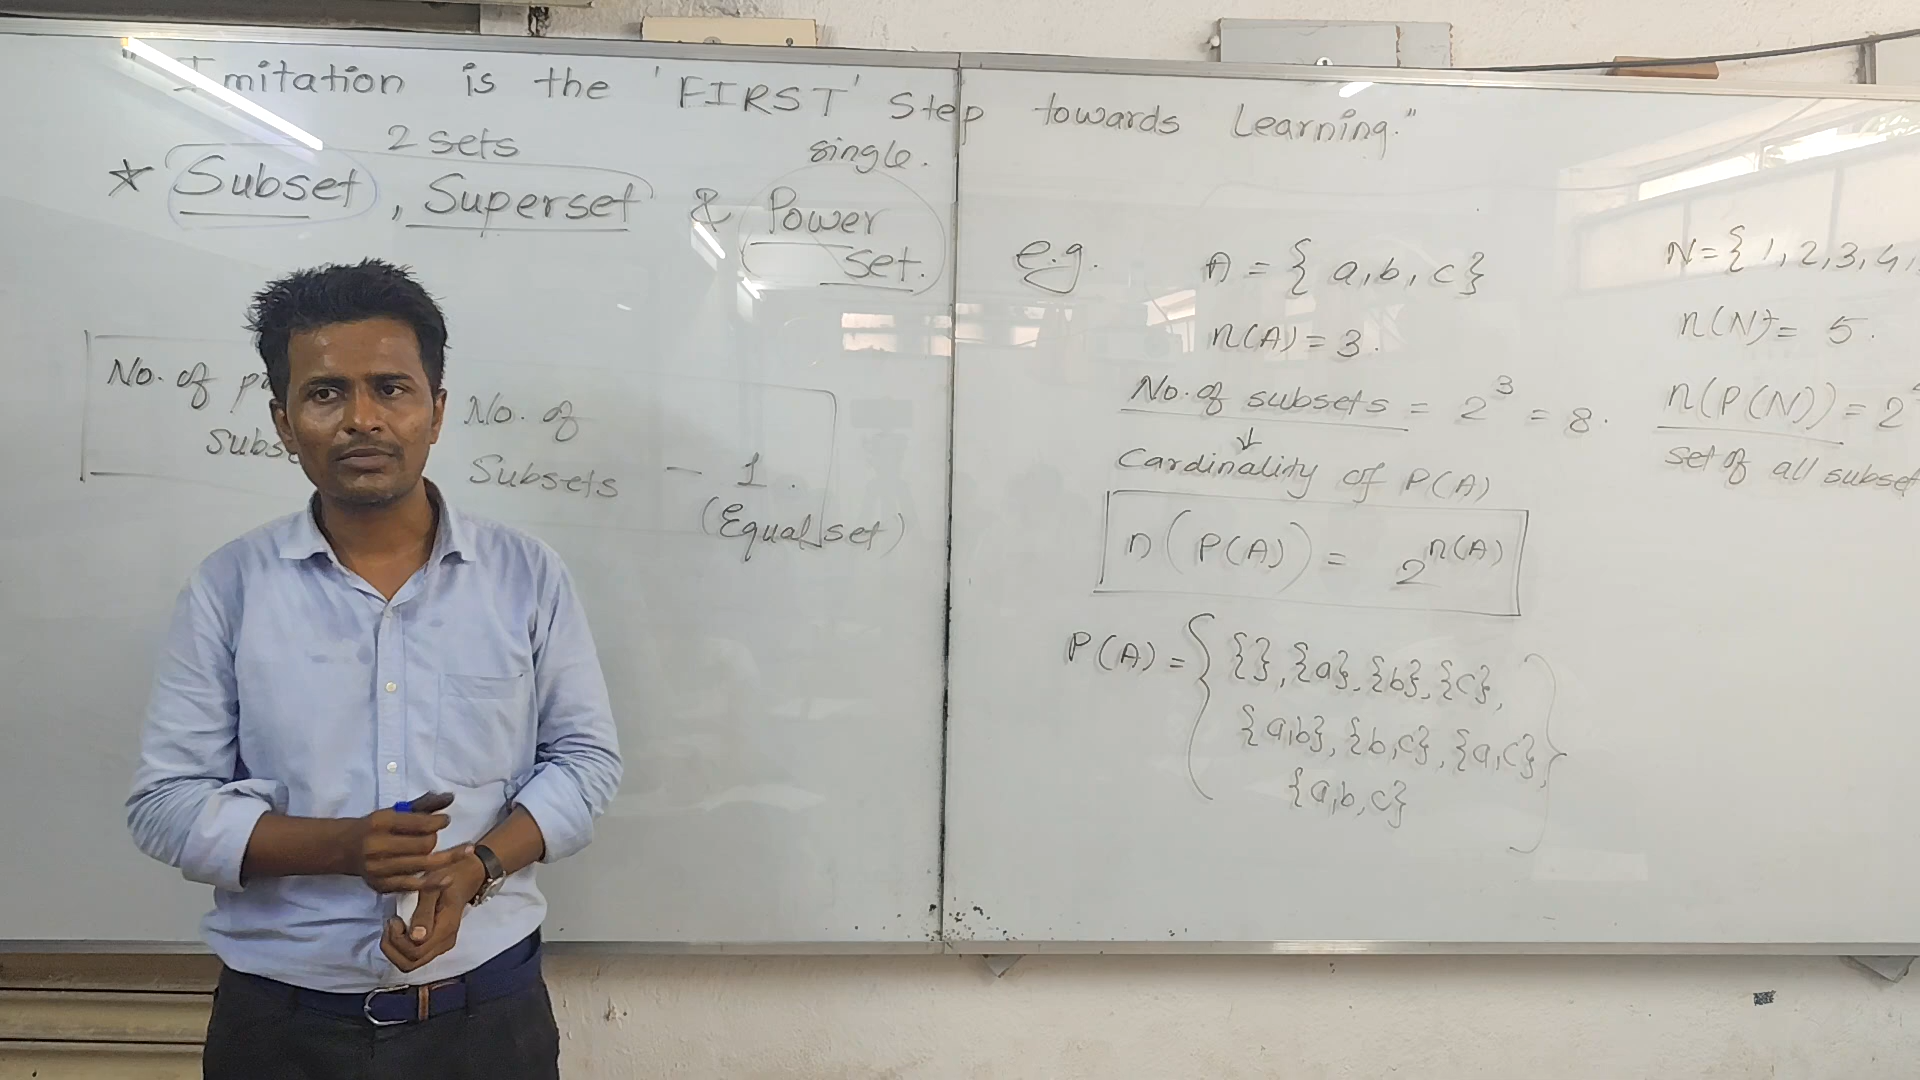 "Imitation is the 'FIRST' Step towards Learning."
2 sets single.
* Subset, Superset & Power
set.
No. of
subs
No. of
Subsets - 1.
(Equal set)
e.g. A = { a, b, c}
n(A) = 3.
No. of subsets = 2³ = 8.
↓
Cardinality of P(A)
n(P(A)) = 2^n(A)
P(A) = { {}, {a}, {b}, {c},
{a,b}, {b,c}, {a,c},
{a,b,c} }
N = { 1, 2, 3, 4,
n(N) = 5.
n(P(N)) = 2
set of all subset